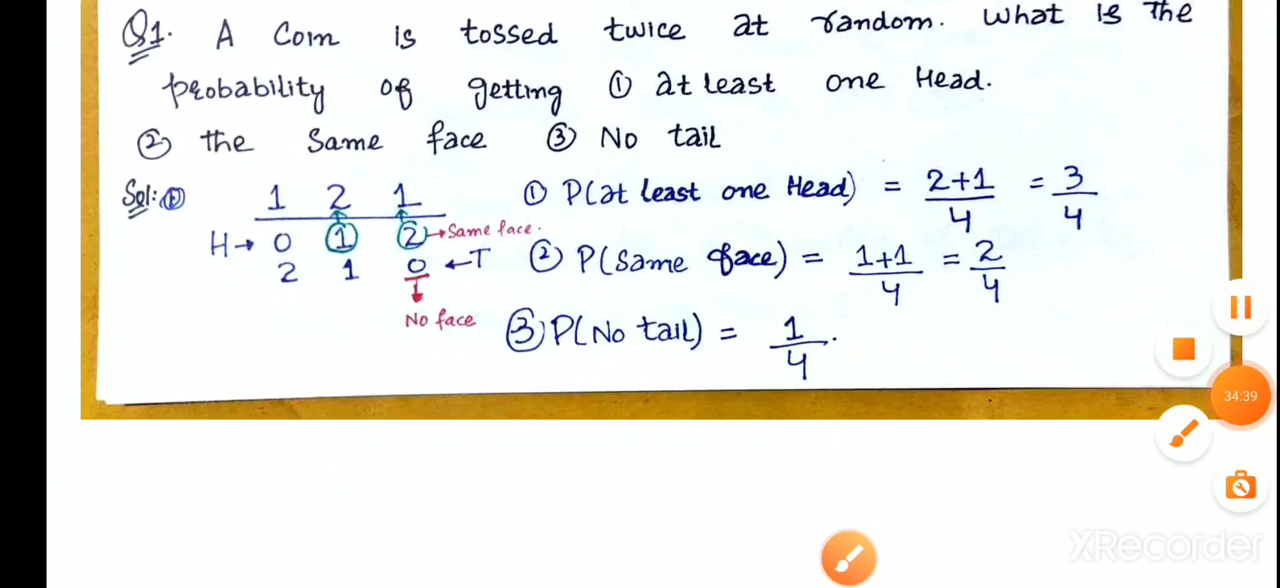 Q1. A Coin is tossed twice at random. What is the
probability of getting ① at least one Head.
② the Same face ③ No tail
Sol:- ①
1 2 1
H→ 0 1 2 →Same face.
2 1 0 ←T
No face
① P(at least one Head) = 2+1/4 = 3/4
② P(Same face) = 1+1/4 = 2/4
③ P(No tail) = 1/4.
34:39
XRecorder